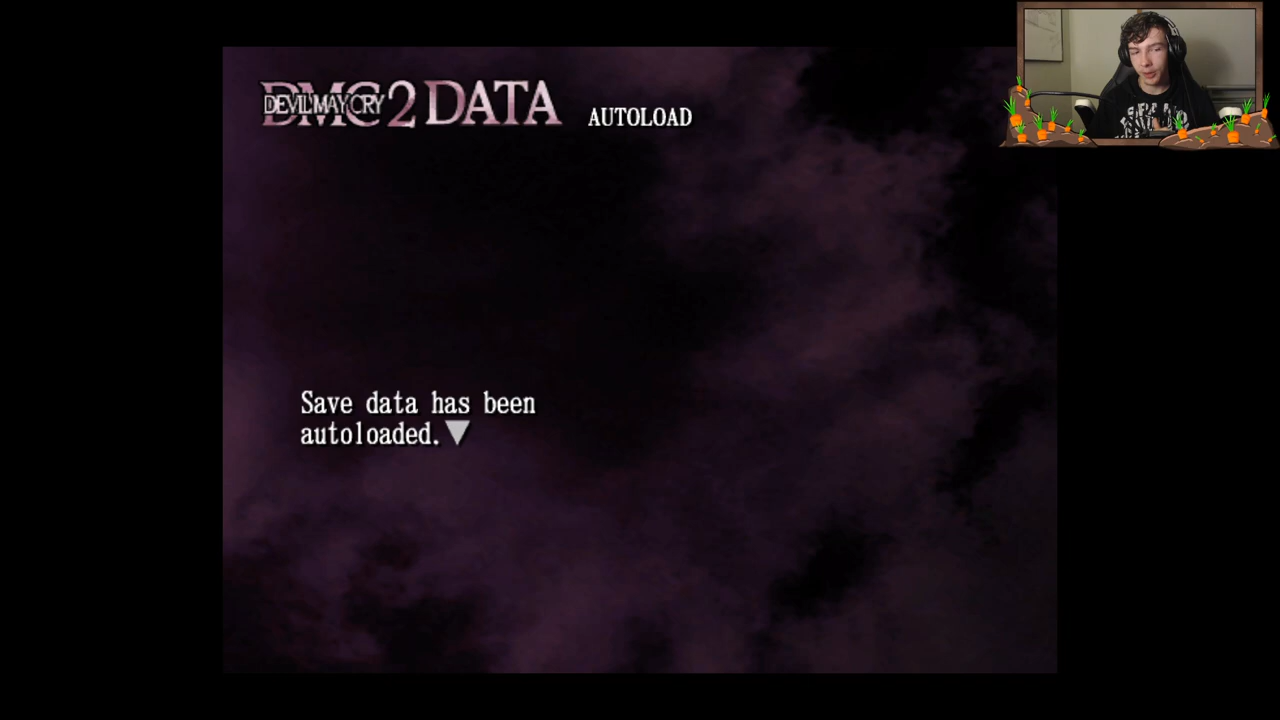 DMC2 DATA AUTOLOAD
DEVIL MAY CRY
Save data has been
autoloaded.